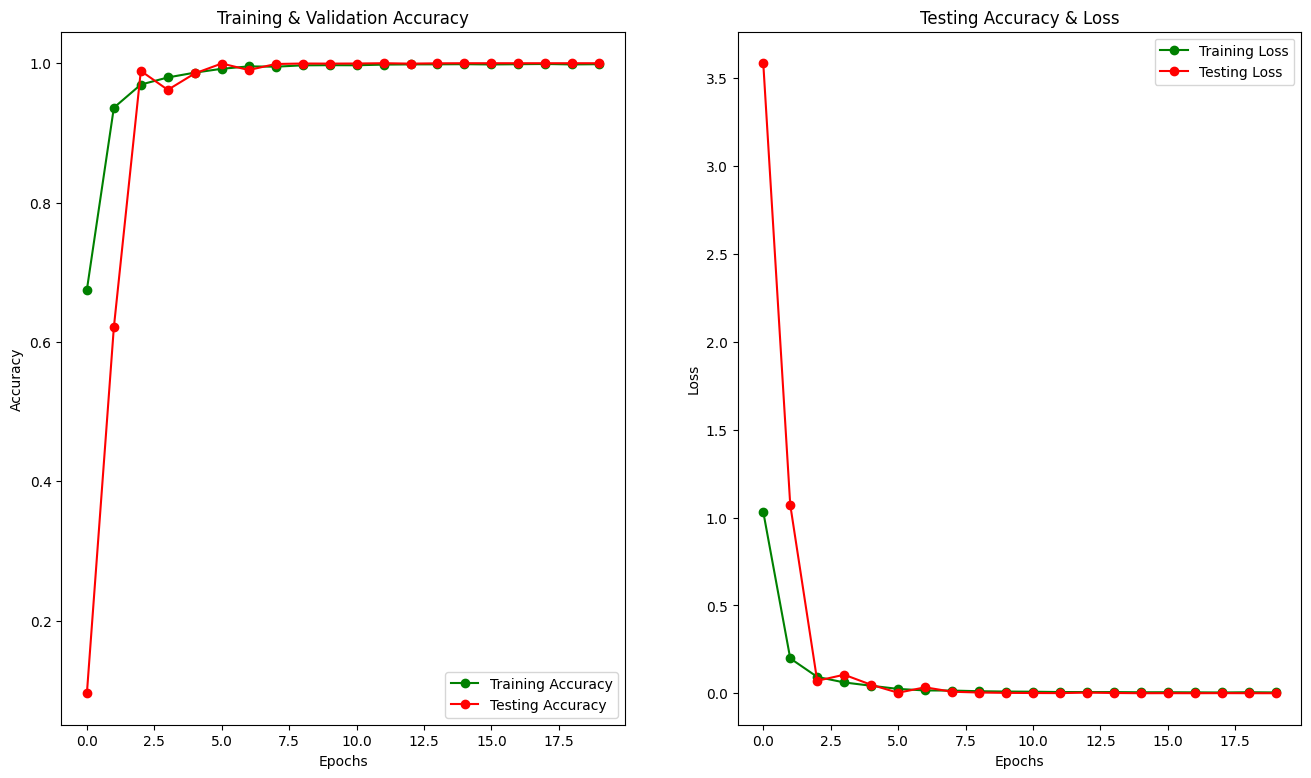 Training & Validation Accuracy
1.0
0.8
0.6
0.4
0.2
Accuracy
0.0 2.5 5.0 7.5 10.0 12.5 15.0 17.5
Epochs
Training Accuracy
Testing Accuracy
Testing Accuracy & Loss
3.5
3.0
2.5
2.0
1.5
1.0
0.5
0.0
Loss
0.0 2.5 5.0 7.5 10.0 12.5 15.0 17.5
Epochs
Training Loss
Testing Loss